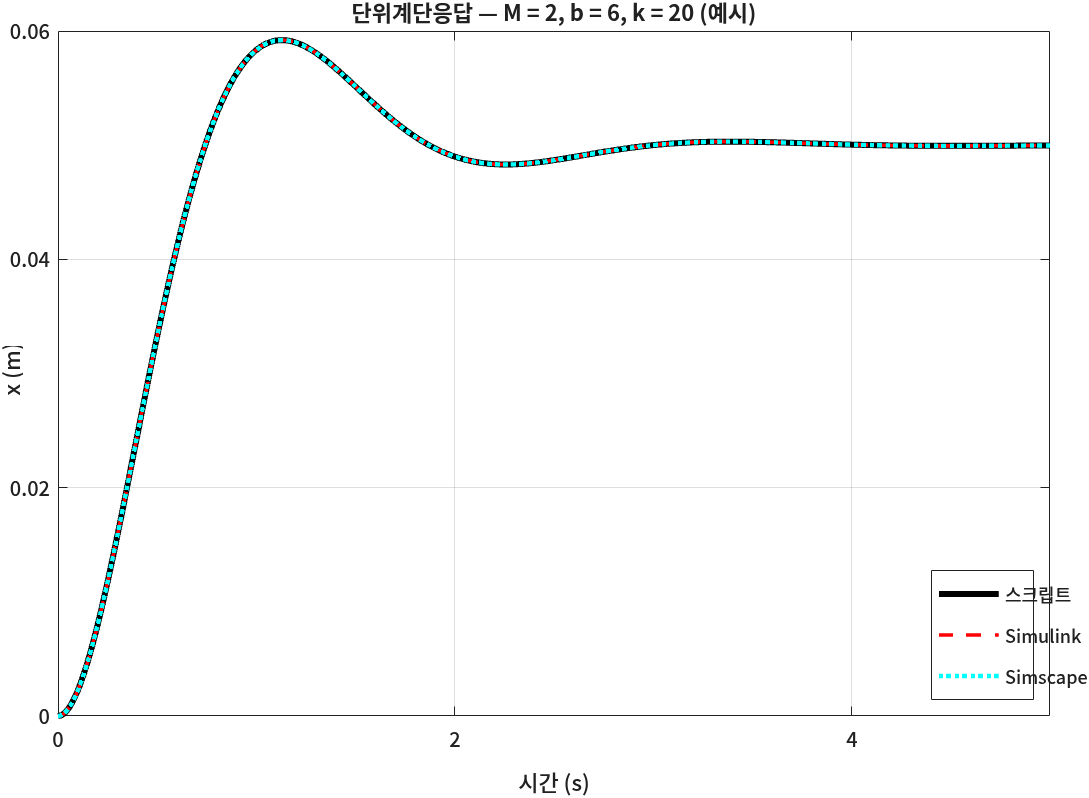 단위계단응답 — M = 2, b = 6, k = 20 (예시)
0.06
0.04
0.02
0
x (m)
0
2
4
시간 (s)
스크립트
Simulink
Simscape